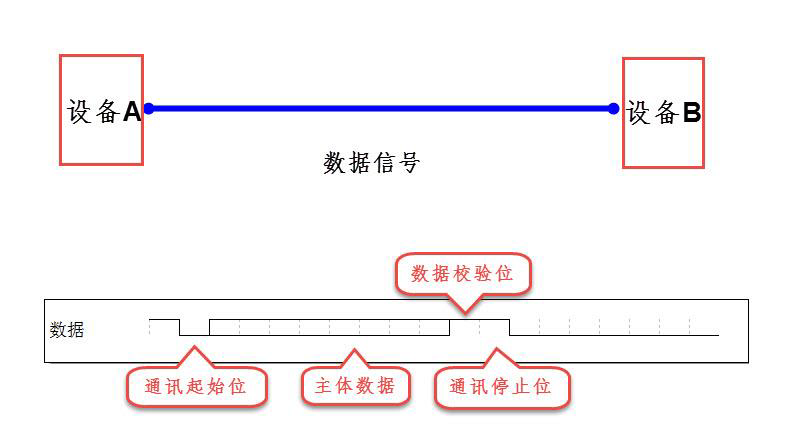 设备A
设备B
数据信号
数据校验位
数据
通讯起始位
主体数据
通讯停止位